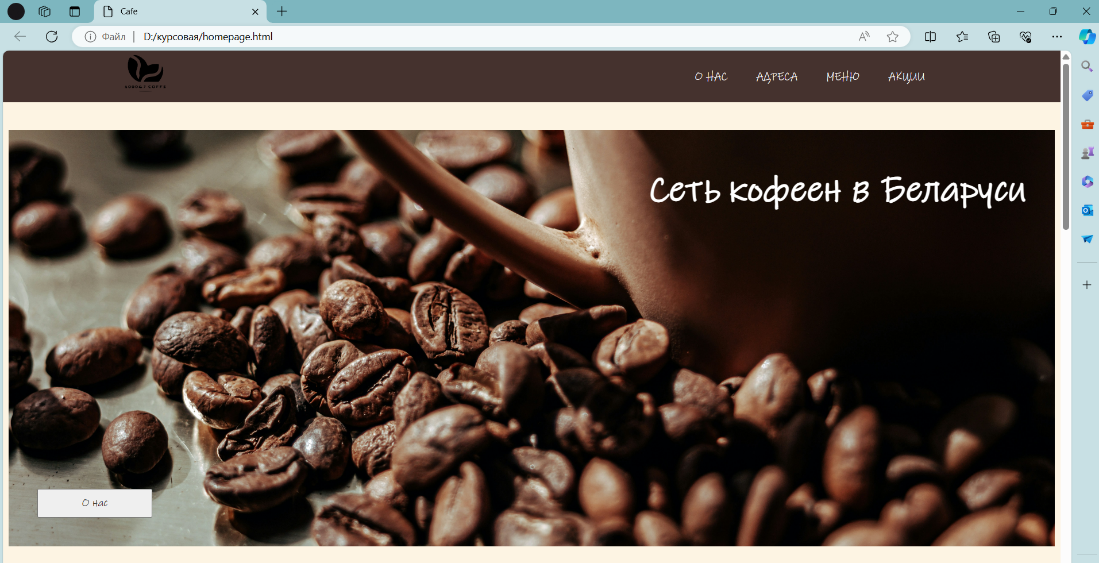 Cafe
Файл | D:/курсовая/homepage.html
О НАС АДРЕСА МЕНЮ АКЦИИ
Сеть кофеен в Беларуси
О нас